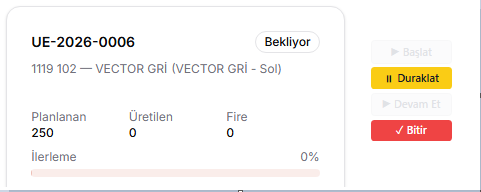 UE-2026-0006
Bekliyor
1119 102 — VECTOR GRİ (VECTOR GRİ - Sol)
Planlanan Üretilen Fire
250 0 0
İlerleme 0%
▶ Başlat
⏸ Duraklat
▶ Devam Et
✓ Bitir